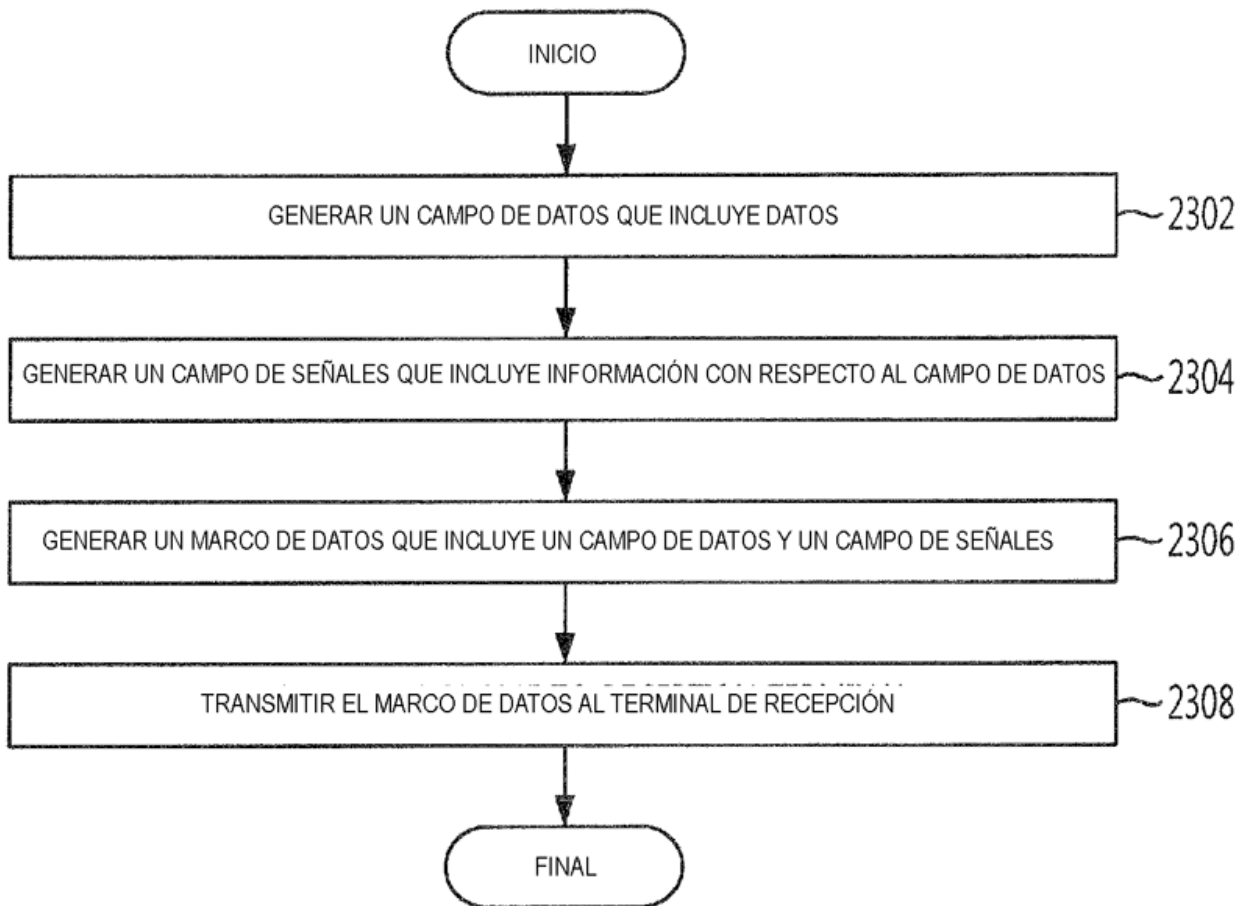 INICIO
GENERAR UN CAMPO DE DATOS QUE INCLUYE DATOS
2302
GENERAR UN CAMPO DE SEÑALES QUE INCLUYE INFORMACIÓN CON RESPECTO AL CAMPO DE DATOS
2304
GENERAR UN MARCO DE DATOS QUE INCLUYE UN CAMPO DE DATOS Y UN CAMPO DE SEÑALES
2306
TRANSMITIR EL MARCO DE DATOS AL TERMINAL DE RECEPCIÓN
2308
FINAL